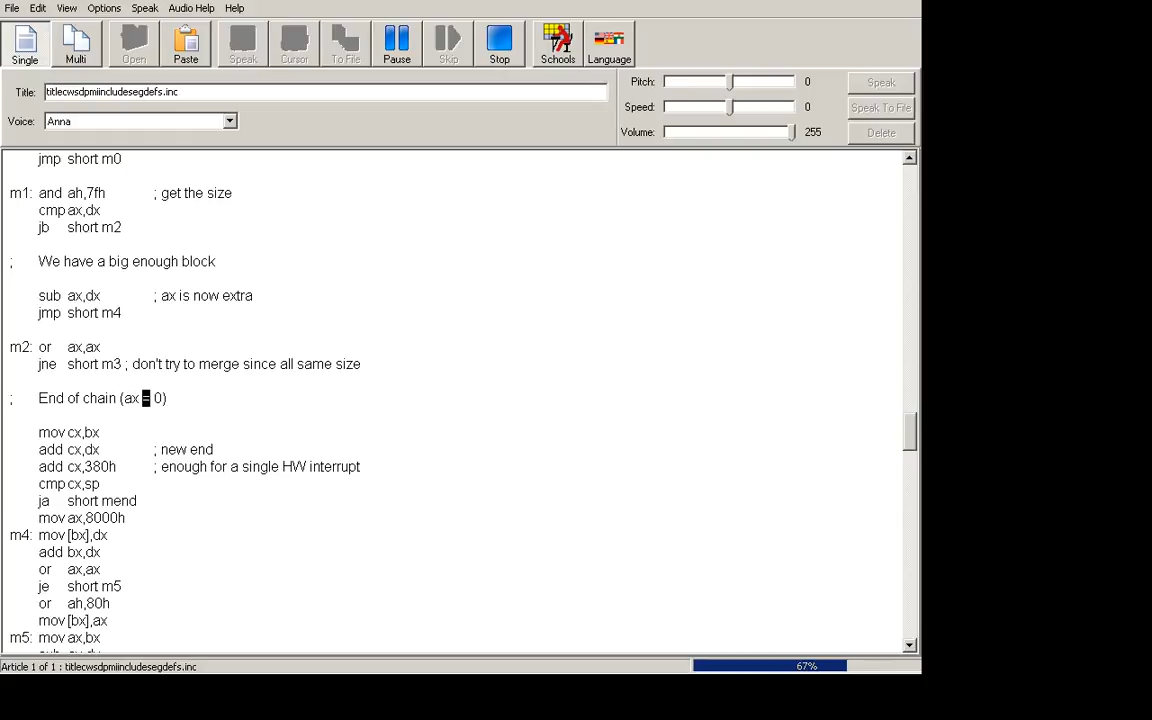 File Edit View Options Speak Audio Help Help
Single Multi Open Paste Speak Cursor To File Pause Skip Stop Schools Language
Title: titlecwsdpmiincludesegdefs.inc
Voice: Anna
Pitch: 0 Speak
Speed: 0 Speak To File
Volume: 255 Delete
jmp short m0
m1: and ah,7fh ; get the size
cmp ax,dx
jb short m2
; We have a big enough block
sub ax,dx ; ax is now extra
jmp short m4
m2: or ax,ax
jne short m3 ; don't try to merge since all same size
; End of chain (ax = 0)
mov cx,bx
add cx,dx ; new end
add cx,380h ; enough for a single HW interrupt
cmp cx,sp
ja short mend
mov ax,8000h
m4: mov [bx],dx
add bx,dx
or ax,ax
je short m5
or ah,80h
mov [bx],ax
m5: mov ax,bx
Article 1 of 1 : titlecwsdpmiincludesegdefs.inc 67%